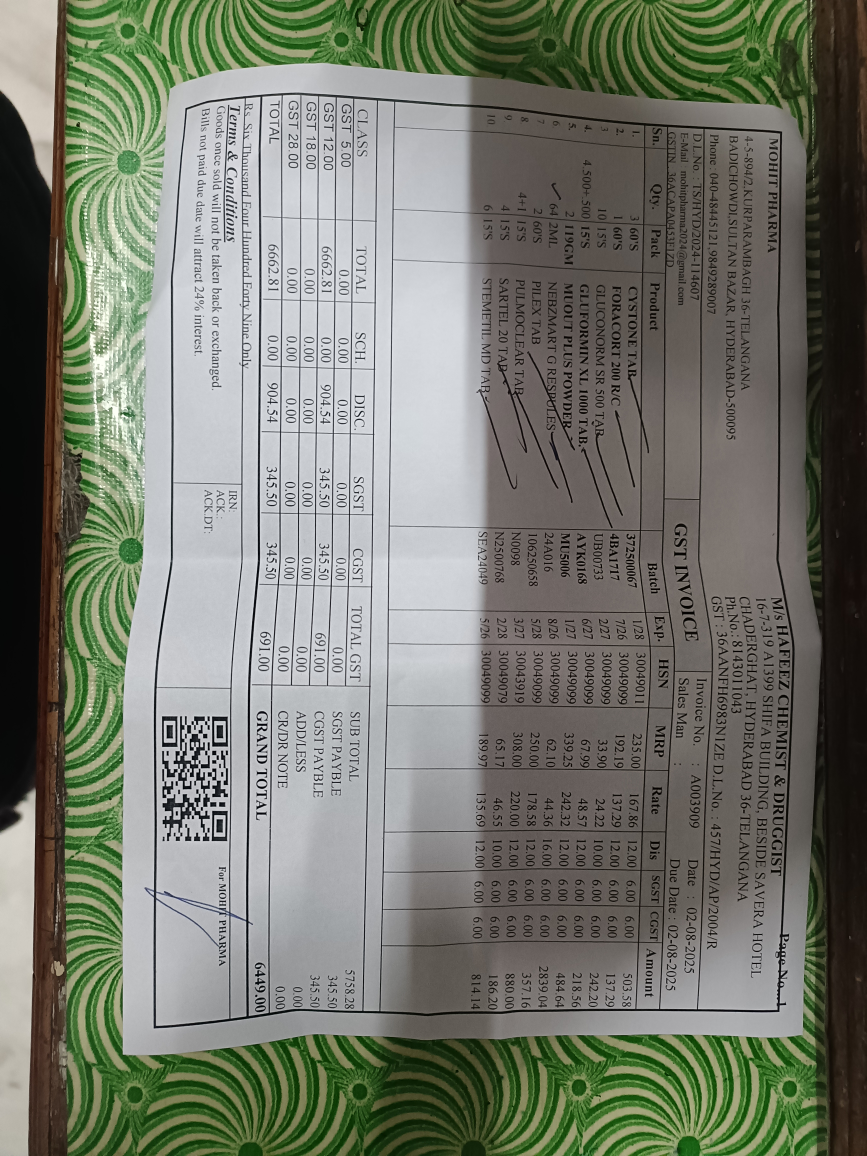 Page No...1
MOHIT PHARMA
4-5-894/2,KURPARAMBAGH 36-TELANGANA
BADICHOWDI,SULTAN BAZAR, HYDERABAD-500095
Phone : 040-48445121,9849289007
D.L.No. : TS/HYD/2024-114607
E-Mail : mohitpharma2024@gmail.com
GSTIN
M/s HAFEEZ CHEMIST & DRUGGIST
16-7-319 A1399 SHIFA BUILDING, BESIDE SAVERA HOTEL
CHADERGHAT, HYDERABAD 36-TELANGANA
Ph.No.: 8143011043
GST : 36AANFH6983N1ZE D.L.No. : 457/HYD/AP/2004/R
GST INVOICE
Invoice No. : A003909 Date : 02-08-2025
Sales Man : Due Date : 02-08-2025
Sn. Qty. Pack Product Batch Exp. HSN MRP Rate Dis SGST CGST Amount
1. 3 60'S CYSTONE TAB 372500067 1/28 30049011 235.00 167.86 12.00 6.00 6.00 503.58
2. 1 60'S FORACORT 200 R/C 4BA1717 7/26 30049099 192.19 137.29 12.00 6.00 6.00 137.29
3 10 15'S GLUCONORM SR 500 TAB UB00733 2/27 30049099 33.90 24.22 10.00 6.00 6.00 242.20
4. 4.500+.500 15'S GLUFORMIN XL 1000 TAB AYK0168 6/27 30049099 67.99 48.57 12.00 6.00 6.00 218.56
5. 2 119GM MUOUT PLUS POWDER MU5006 1/27 30049099 339.25 242.32 12.00 6.00 6.00 484.64
6. 64 2ML NEBZMART G RESPULES 24A016 8/26 30049099 62.10 44.36 16.00 6.00 6.00 2839.04
7 2 60'S PILEX TAB 106250658 5/28 30049099 250.00 178.58 12.00 6.00 6.00 357.16
8. 4+1 15'S PULMOCLEAR TAB N0098 3/27 30043919 308.00 220.00 12.00 6.00 6.00 880.00
9. 4 15'S SARTEL 20 TAB N2500768 2/28 30049079 65.17 46.55 10.00 6.00 6.00 186.20
10 6 15'S STEMETIL MD TAB SEA24049 5/26 30049099 189.97 135.69 12.00 6.00 6.00 814.14
CLASS TOTAL SCH. DISC. SGST CGST TOTAL GST
GST 5.00 0.00 0.00 0.00 0.00 0.00 0.00
GST 12.00 6662.81 0.00 904.54 345.50 345.50 691.00
GST 18.00 0.00 0.00 0.00 0.00 0.00 0.00
GST 28.00 0.00 0.00 0.00 0.00 0.00 0.00
TOTAL 6662.81 0.00 904.54 345.50 345.50 691.00
SUB TOTAL 5758.28
SGST PAYBLE 345.50
CGST PAYBLE 345.50
ADD/LESS 0.00
CR/DR NOTE 0.00
GRAND TOTAL 6449.00
Rs. Six Thousand Four Hundred Forty Nine Only
Terms & Conditions
Goods once sold will not be taken back or exchanged.
Bills not paid due date will attract 24% interest.
IRN:
ACK.:
ACK.DT:
For MOHIT PHARMA